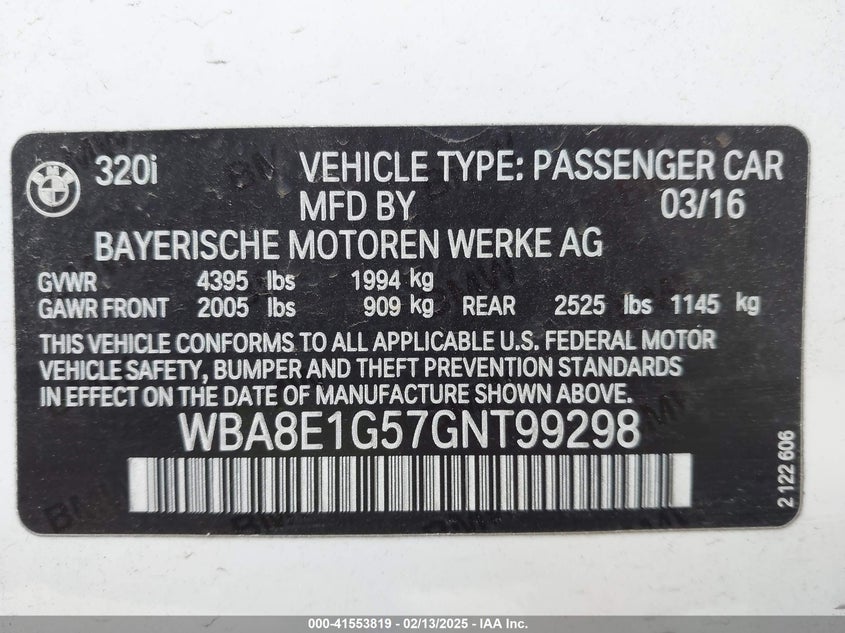 BMW 320i VEHICLE TYPE: PASSENGER CAR
MFD BY 03/16
BAYERISCHE MOTOREN WERKE AG
GVWR 4395 lbs 1994 kg
GAWR FRONT 2005 lbs 909 kg REAR 2525 lbs 1145 kg
THIS VEHICLE CONFORMS TO ALL APPLICABLE U.S. FEDERAL MOTOR
VEHICLE SAFETY, BUMPER AND THEFT PREVENTION STANDARDS
IN EFFECT ON THE DATE OF MANUFACTURE SHOWN ABOVE.
WBA8E1G57GNT99298
2 122 606
000-41553819 - 02/13/2025 - IAA Inc.